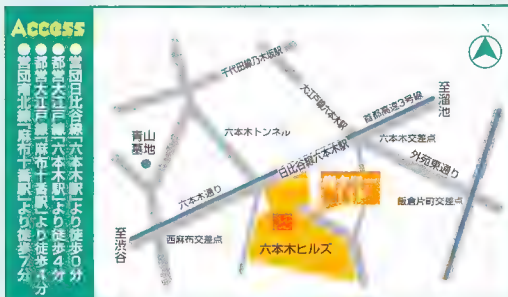 Access
●営団日比谷線「六本木駅」より徒歩0分
●都営大江戸線「六本木駅」より徒歩4分
●都営大江戸線「麻布十番駅」より徒歩4分
●営団南北線「麻布十番駅」より徒歩7分
N
千代田線乃木坂駅
大江戸線六本木駅
首都高速3号線
至溜池
青山
墓地
六本木トンネル
六本木交差点
日比谷線六本木駅
外苑東通り
六本木通り
飯倉片町交差点
至渋谷
西麻布交差点
六本木ヒルズ